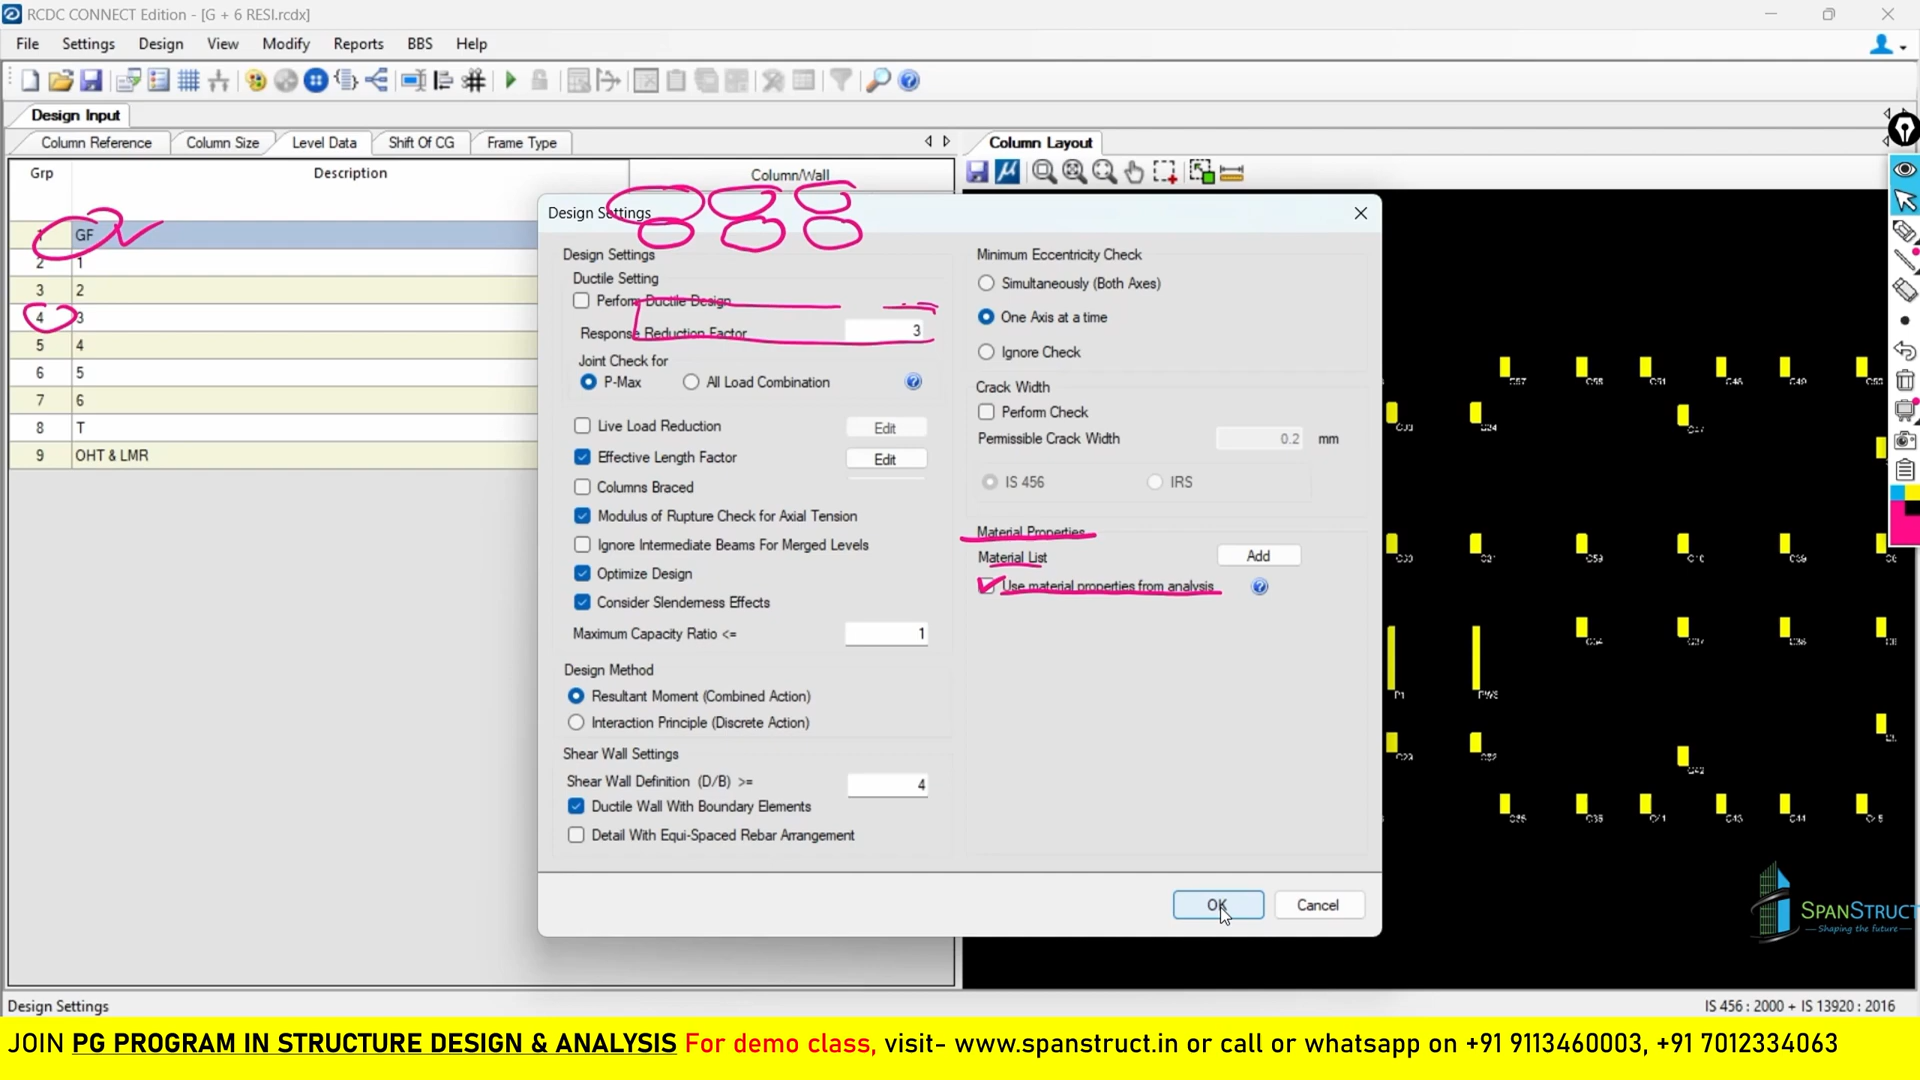 RCDC CONNECT Edition - [G + 6 RESI.rcdx]
File Settings Design View Modify Reports BBS Help
Design Input
Column Reference Column Size Level Data Shift Of CG Frame Type
Column Layout
Grp Description Column/Wall
1 GF
2 1
3 2
4 3
5 4
6 5
7 6
8 T
9 OHT & LMR
Design Settings
Design Settings
Ductile Setting
Perform Ductile Design
Response Reduction Factor 3
Joint Check for
P-Max All Load Combination
Live Load Reduction Edit
Effective Length Factor Edit
Columns Braced
Modulus of Rupture Check for Axial Tension
Ignore Intermediate Beams For Merged Levels
Optimize Design
Consider Slenderness Effects
Maximum Capacity Ratio <= 1
Design Method
Resultant Moment (Combined Action)
Interaction Principle (Discrete Action)
Shear Wall Settings
Shear Wall Definition (D/B) >= 4
Ductile Wall With Boundary Elements
Detail With Equi-Spaced Rebar Arrangement
Minimum Eccentricity Check
Simultaneously (Both Axes)
One Axis at a time
Ignore Check
Crack Width
Perform Check
Permissible Crack Width 0.2 mm
IS 456 IRS
Material Properties
Material List Add
Use material properties from analysis
OK Cancel
SPANSTRUCT
Shaping the future
Design Settings
IS 456 : 2000 + IS 13920 : 2016
JOIN PG PROGRAM IN STRUCTURE DESIGN & ANALYSIS For demo class, visit- www.spanstruct.in or call or whatsapp on +91 9113460003, +91 7012334063